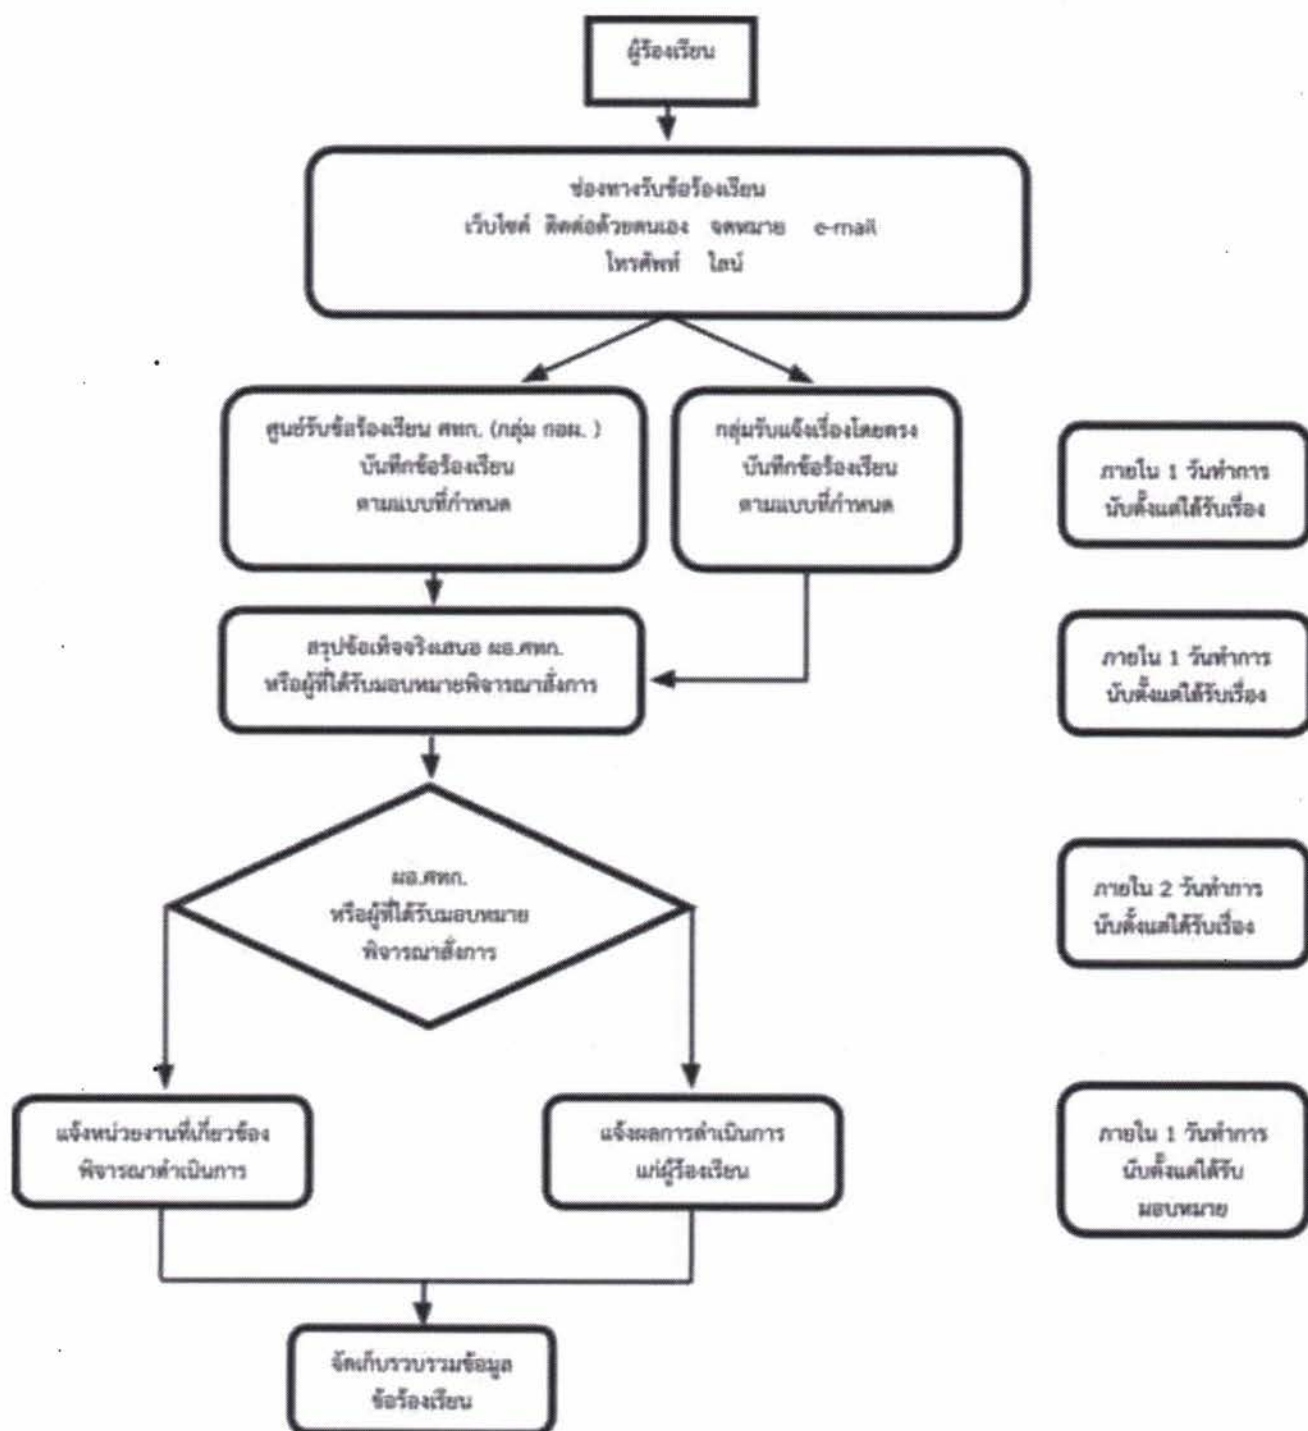 ผู้ร้องเรียน
ช่องทางรับข้อร้องเรียน
เว็บไซต์ ติดต่อด้วยตนเอง จดหมาย e-mail
โทรศัพท์ ไลน์
ศูนย์รับข้อร้องเรียน ศทก. (กลุ่ม กอผ. )
บันทึกข้อร้องเรียน
ตามแบบที่กำหนด
กลุ่มรับแจ้งเรื่องโดยตรง
บันทึกข้อร้องเรียน
ตามแบบที่กำหนด
ภายใน 1 วันทำการ
นับตั้งแต่ได้รับเรื่อง
สรุปข้อเท็จจริงเสนอ ผอ.ศทก.
หรือผู้ที่ได้รับมอบหมายพิจารณาสั่งการ
ภายใน 1 วันทำการ
นับตั้งแต่ได้รับเรื่อง
ผอ.ศทก.
หรือผู้ที่ได้รับมอบหมาย
พิจารณาสั่งการ
ภายใน 2 วันทำการ
นับตั้งแต่ได้รับเรื่อง
แจ้งหน่วยงานที่เกี่ยวข้อง
พิจารณาดำเนินการ
แจ้งผลการดำเนินการ
แก่ผู้ร้องเรียน
ภายใน 1 วันทำการ
นับตั้งแต่ได้รับ
มอบหมาย
จัดเก็บรวบรวมข้อมูล
ข้อร้องเรียน